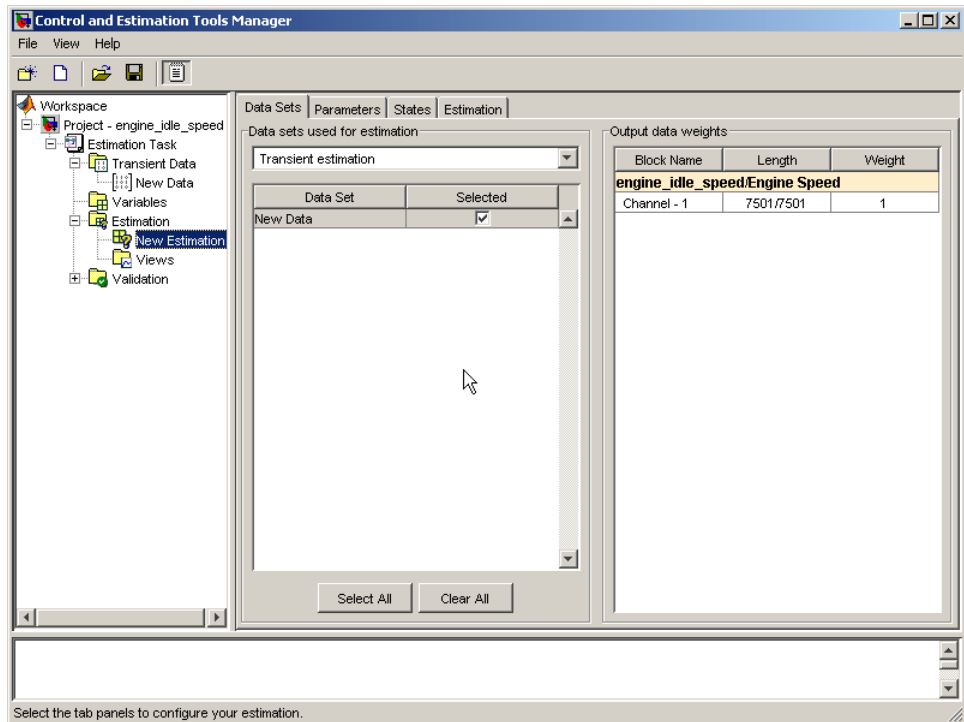 Control and Estimation Tools Manager
File View Help
Workspace
Project - engine_idle_speed
Estimation Task
Transient Data
New Data
Variables
Estimation
New Estimation
Views
Validation
Data Sets Parameters States Estimation
Data sets used for estimation
Transient estimation
Data Set Selected
New Data
Select All Clear All
Output data weights
Block Name Length Weight
engine_idle_speed/Engine Speed
Channel - 1 7501/7501 1
Select the tab panels to configure your estimation.